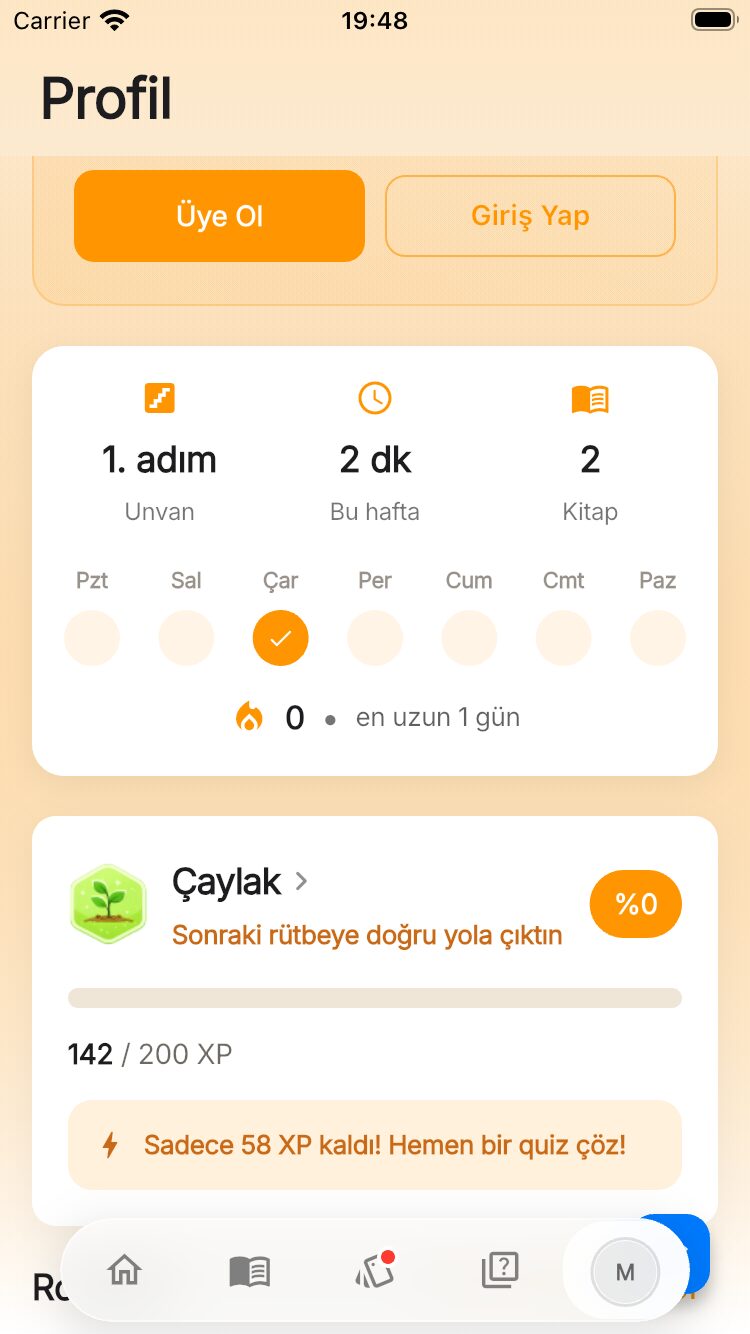 Carrier 19:48
Profil
Üye Ol Giriş Yap
1. adım 2 dk 2
Unvan Bu hafta Kitap
Pzt Sal Çar Per Cum Cmt Paz
0 • en uzun 1 gün
Çaylak
Sonraki rütbeye doğru yola çıktın
%0
142 / 200 XP
Sadece 58 XP kaldı! Hemen bir quiz çöz!
M